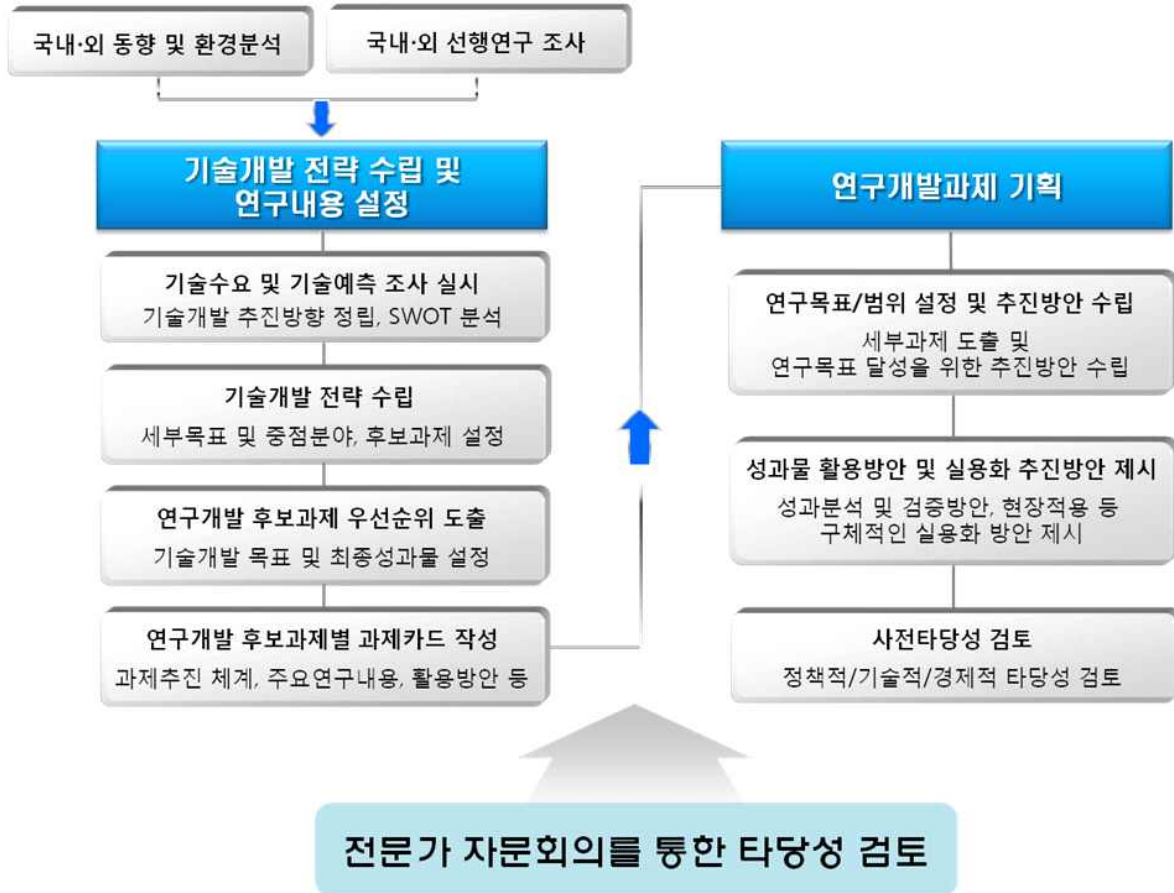 국내·외 동향 및 환경분석
국내·외 선행연구 조사
기술개발 전략 수립 및
연구내용 설정
기술수요 및 기술예측 조사 실시
기술개발 추진방향 정립, SWOT 분석
기술개발 전략 수립
세부목표 및 중점분야, 후보과제 설정
연구개발 후보과제 우선순위 도출
기술개발 목표 및 최종성과물 설정
연구개발 후보과제별 과제카드 작성
과제추진 체계, 주요연구내용, 활용방안 등
연구개발과제 기획
연구목표/범위 설정 및 추진방안 수립
세부과제 도출 및
연구목표 달성을 위한 추진방안 수립
성과물 활용방안 및 실용화 추진방안 제시
성과분석 및 검증방안, 현장적용 등
구체적인 실용화 방안 제시
사전타당성 검토
정책적/기술적/경제적 타당성 검토
전문가 자문회의를 통한 타당성 검토